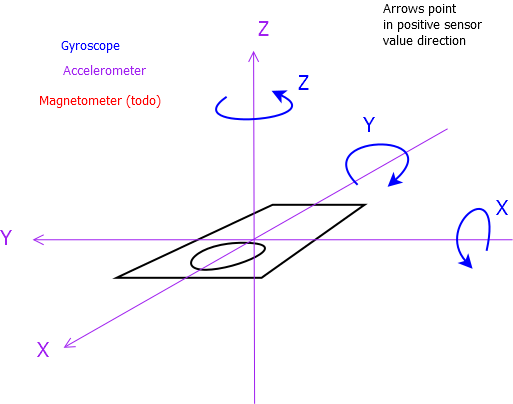 Arrows point
in positive sensor
value direction
Z
Gyroscope
Accelerometer
Z
Magnetometer (todo)
Y
X
Y
X